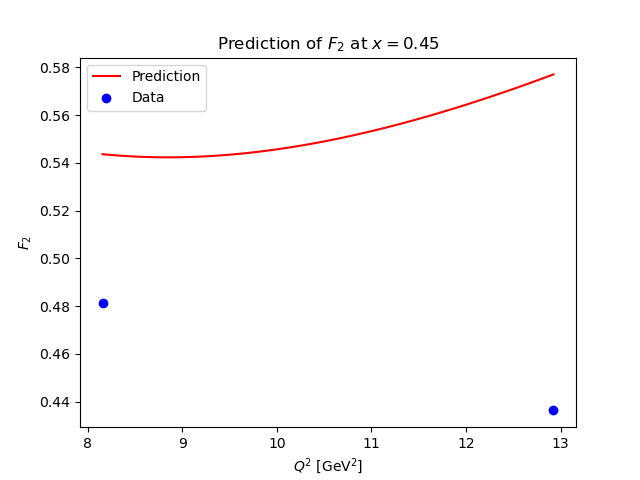 Prediction of F₂ at x = 0.45
Prediction
Data
0.58
0.56
0.54
0.52
0.50
0.48
0.46
0.44
F₂
8
9
10
11
12
13
Q² [GeV²]